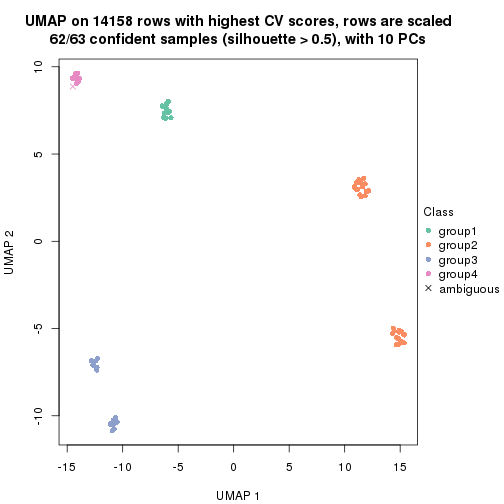 UMAP on 14158 rows with highest CV scores, rows are scaled
62/63 confident samples (silhouette > 0.5), with 10 PCs
10
5
0
-5
-10
UMAP 2
-15
-10
-5
0
5
10
15
UMAP 1
Class
group1
group2
group3
group4
ambiguous